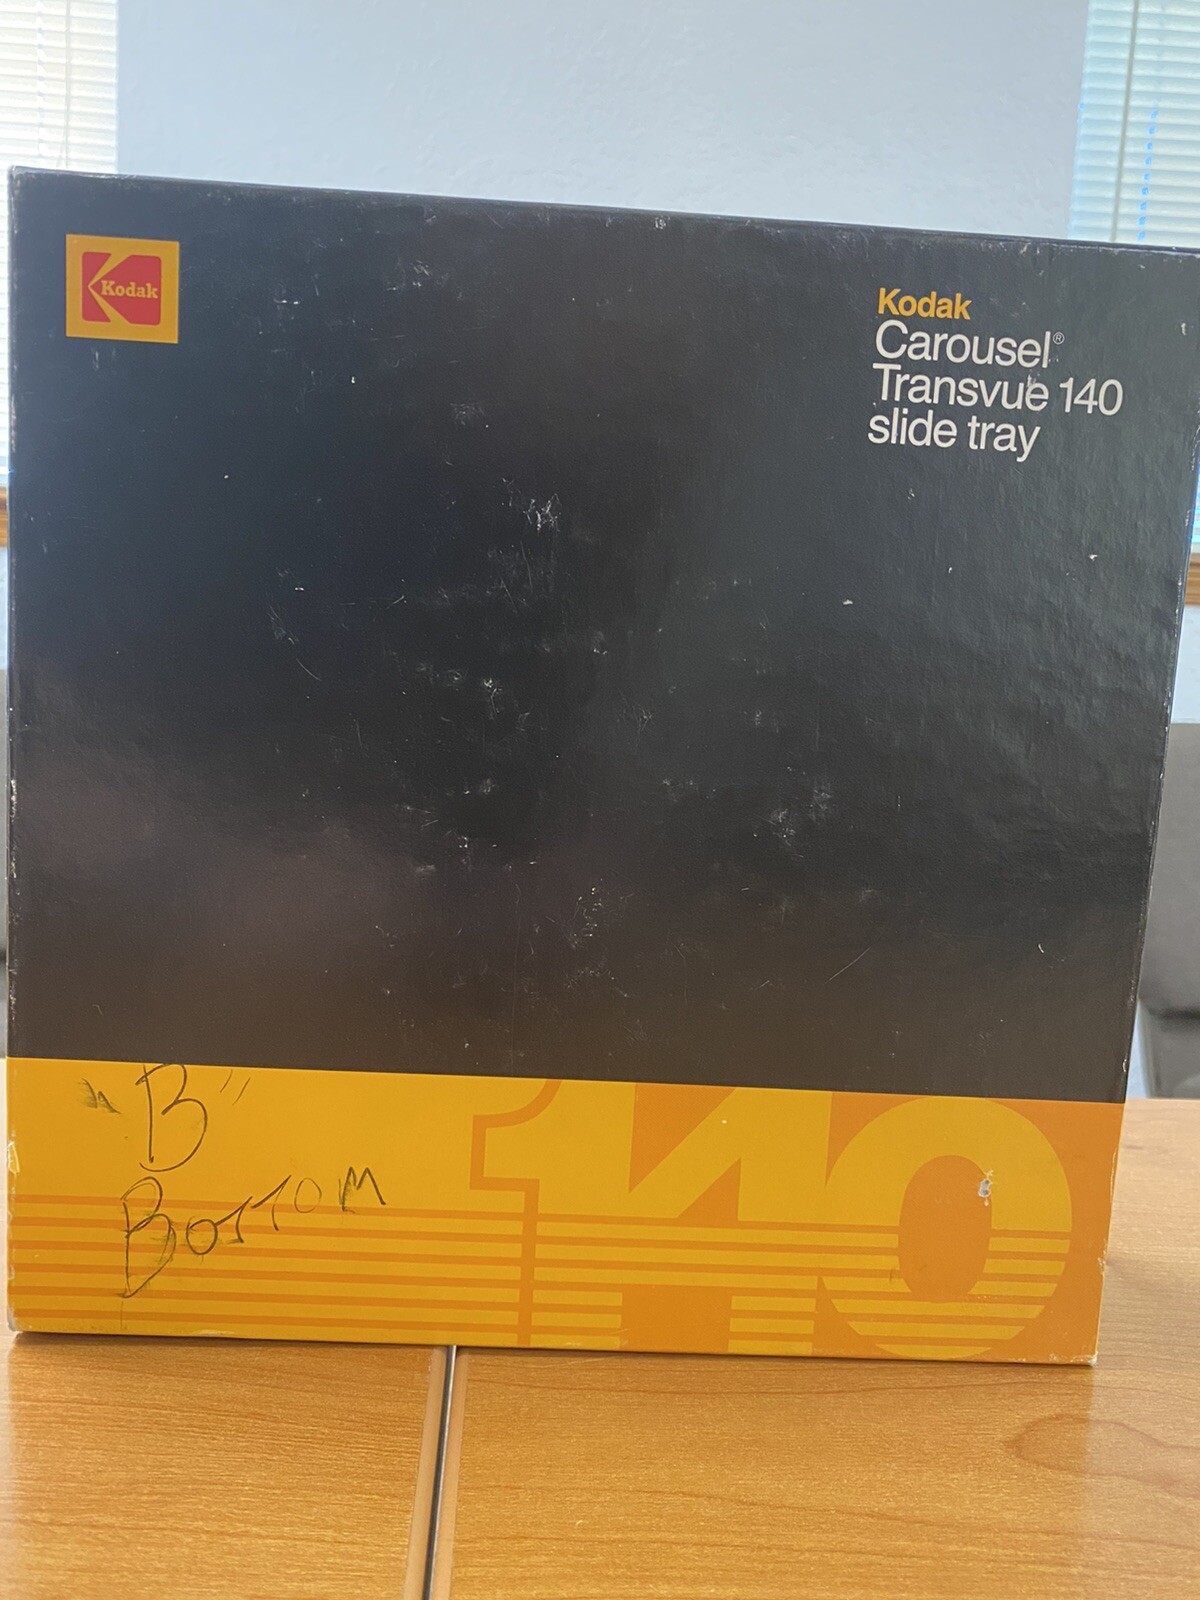 Kodak
Kodak
Carousel®
Transvue 140
slide tray
"B"
BOTTOM
140